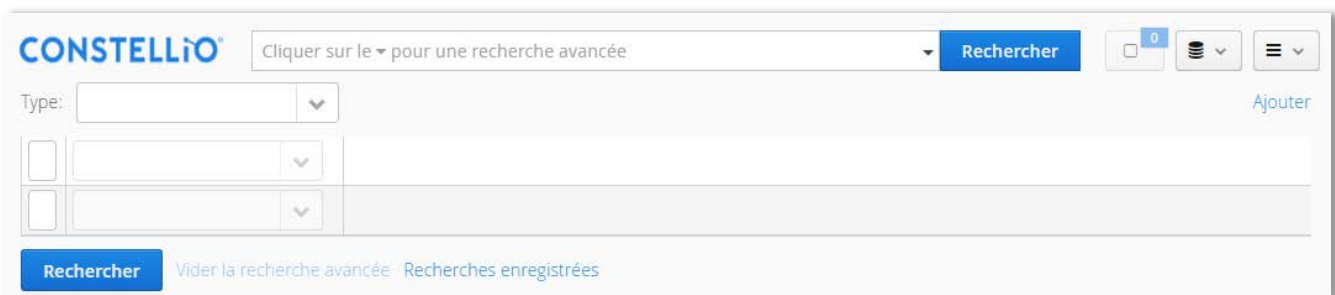 CONSTELLiO° Cliquer sur le ▾ pour une recherche avancée Rechercher 0
Type: Ajouter
Rechercher Vider la recherche avancée Recherches enregistrées